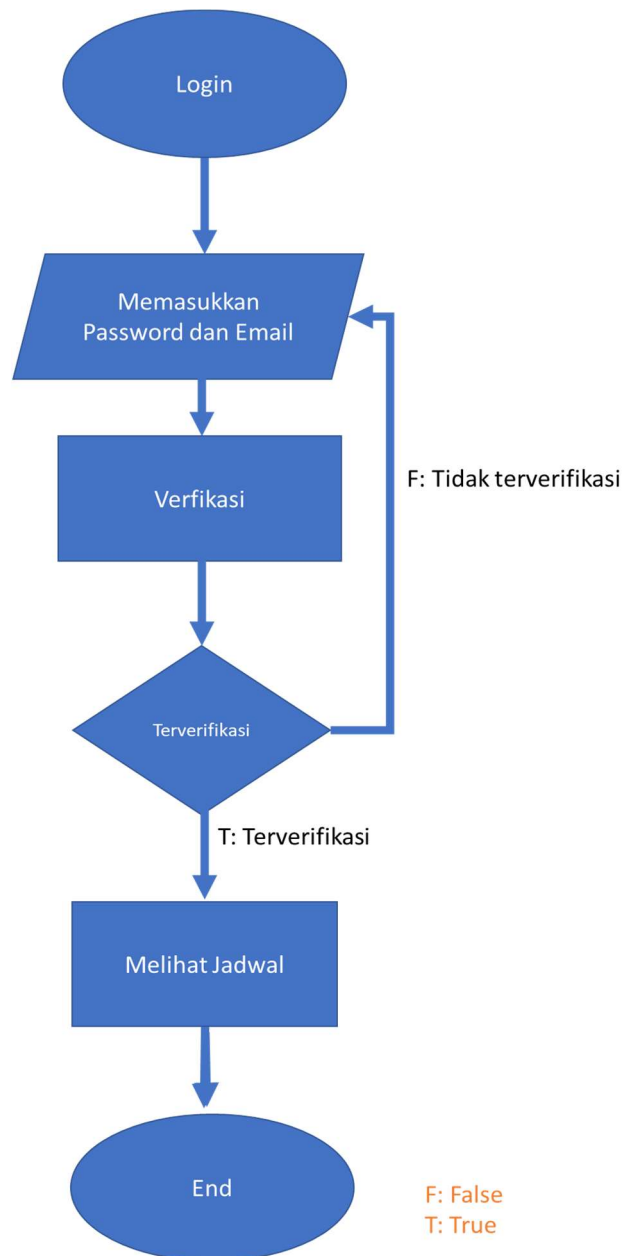 Login
Memasukkan
Password dan Email
Verfikasi
F: Tidak terverifikasi
Terverifikasi
T: Terverifikasi
Melihat Jadwal
End
F: False
T: True